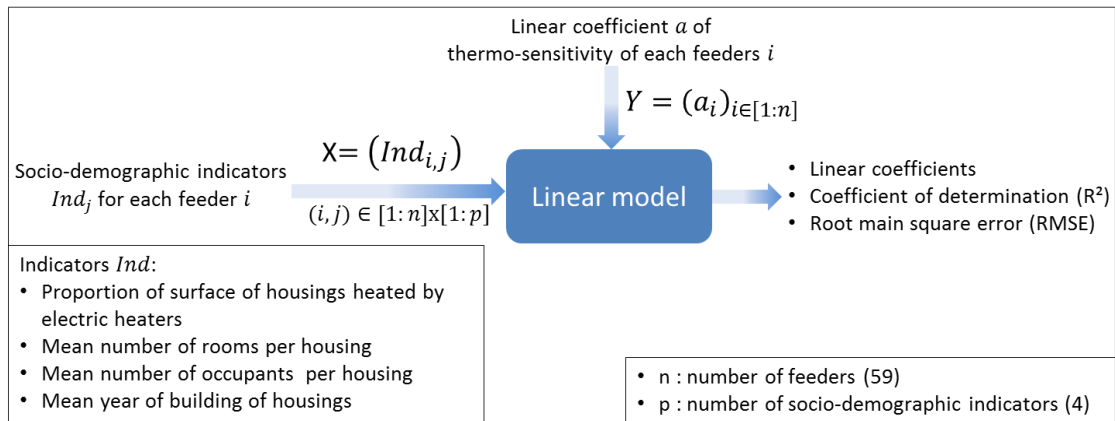 Linear coefficient a of
thermo-sensitivity of each feeders i
Y = (a_i)_{i∈[1:n]}
X= (Ind_{i,j})
Socio-demographic indicators
Ind_j for each feeder i
(i, j) ∈ [1: n]x[1: p]
Linear model
• Linear coefficients
• Coefficient of determination (R²)
• Root main square error (RMSE)
Indicators Ind:
• Proportion of surface of housings heated by
electric heaters
• Mean number of rooms per housing
• Mean number of occupants per housing
• Mean year of building of housings
• n : number of feeders (59)
• p : number of socio-demographic indicators (4)